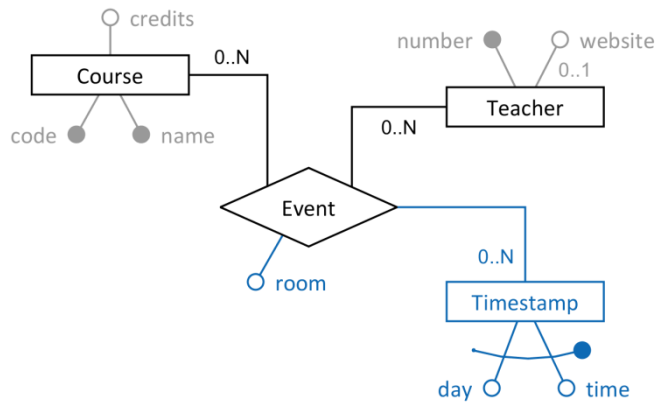 credits
number
website
Course
0..N
0..1
Teacher
code
name
0..N
Event
0..N
room
Timestamp
day
time